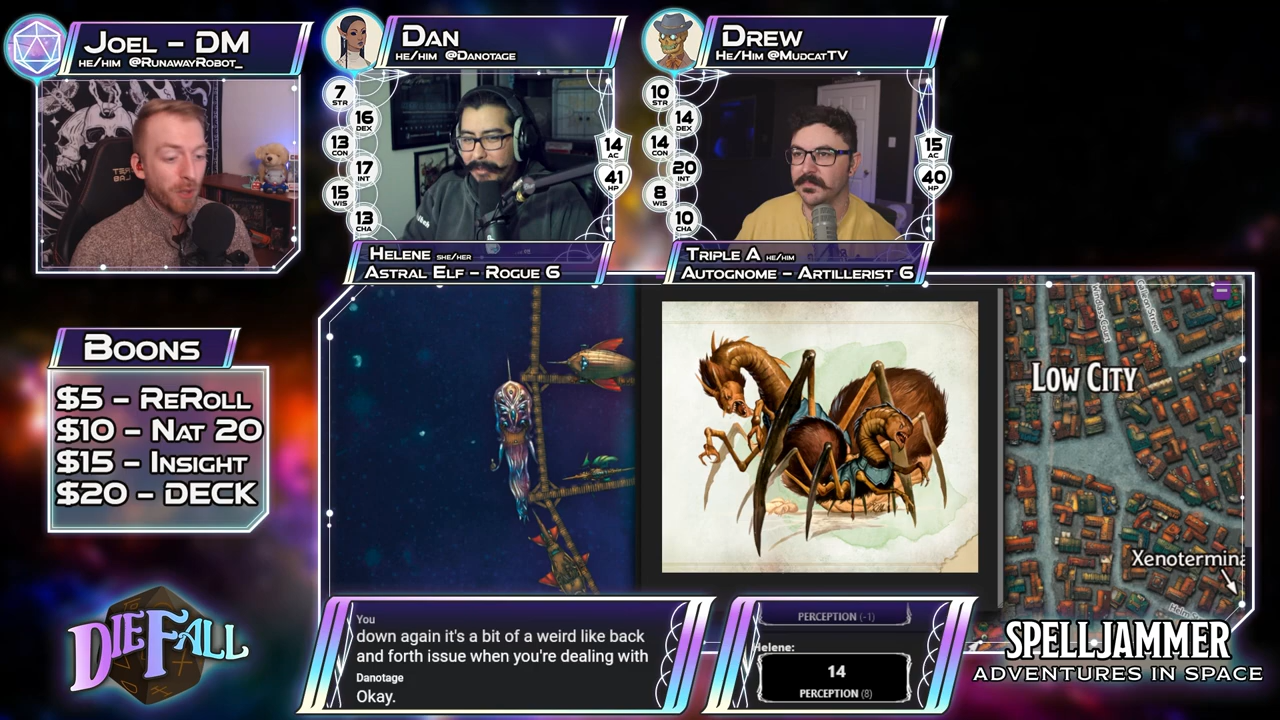 Joel - DM
he/him @RunawayRobot_
Dan
he/him @Danotage
Drew
He/Him @MudcatTV
7
STR
16
DEX
13
CON
17
INT
15
WIS
13
CHA
14
AC
41
HP
10
STR
14
DEX
14
CON
20
INT
8
WIS
10
CHA
15
AC
40
HP
Helene she/her
Astral Elf - Rogue 6
Triple A he/him
Autognome - Artillerist 6
Boons
$5 - ReRoll
$10 - Nat 20
$15 - Insight
$20 - DECK
Low City
Xenotermina
DieFall
You
down again it's a bit of a weird like back
and forth issue when you're dealing with
Danotage
Okay.
PERCEPTION (-1)
Helene:
14
PERCEPTION (8)
SPELLJAMMER
ADVENTURES IN SPACE